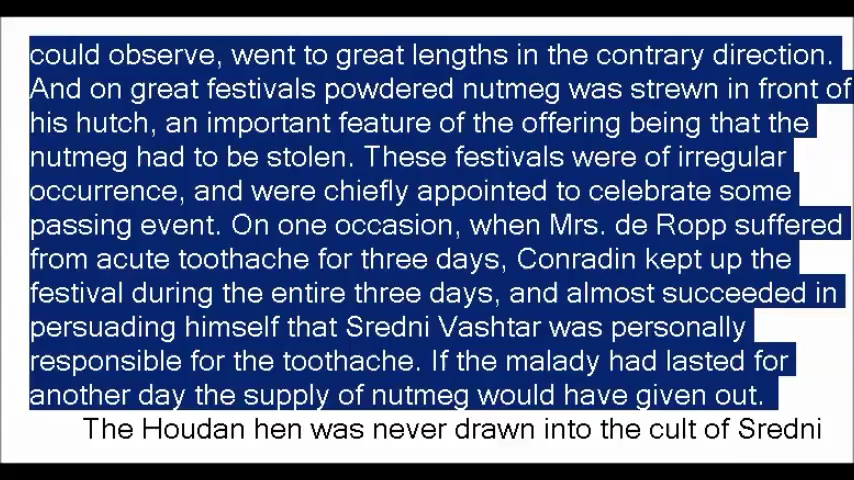 could observe, went to great lengths in the contrary direction.
And on great festivals powdered nutmeg was strewn in front of
his hutch, an important feature of the offering being that the
nutmeg had to be stolen. These festivals were of irregular
occurrence, and were chiefly appointed to celebrate some
passing event. On one occasion, when Mrs. de Ropp suffered
from acute toothache for three days, Conradin kept up the
festival during the entire three days, and almost succeeded in
persuading himself that Sredni Vashtar was personally
responsible for the toothache. If the malady had lasted for
another day the supply of nutmeg would have given out.
The Houdan hen was never drawn into the cult of Sredni